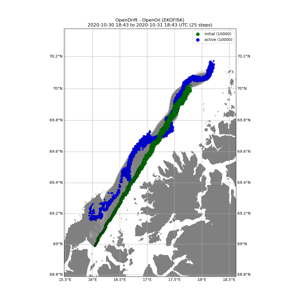 OpenDrift - OpenOil (EKOFISK)
2020-10-30 18:43 to 2020-10-31 18:43 UTC (25 steps)
initial (10000)
active (10000)
70.2°N 70.2°N
70°N 70°N
69.8°N 69.8°N
69.6°N 69.6°N
69.4°N 69.4°N
69.2°N 69.2°N
69°N 69°N
68.8°N 68.8°N
15.5°E 16°E 16.5°E 17°E 17.5°E 18°E 18.5°E